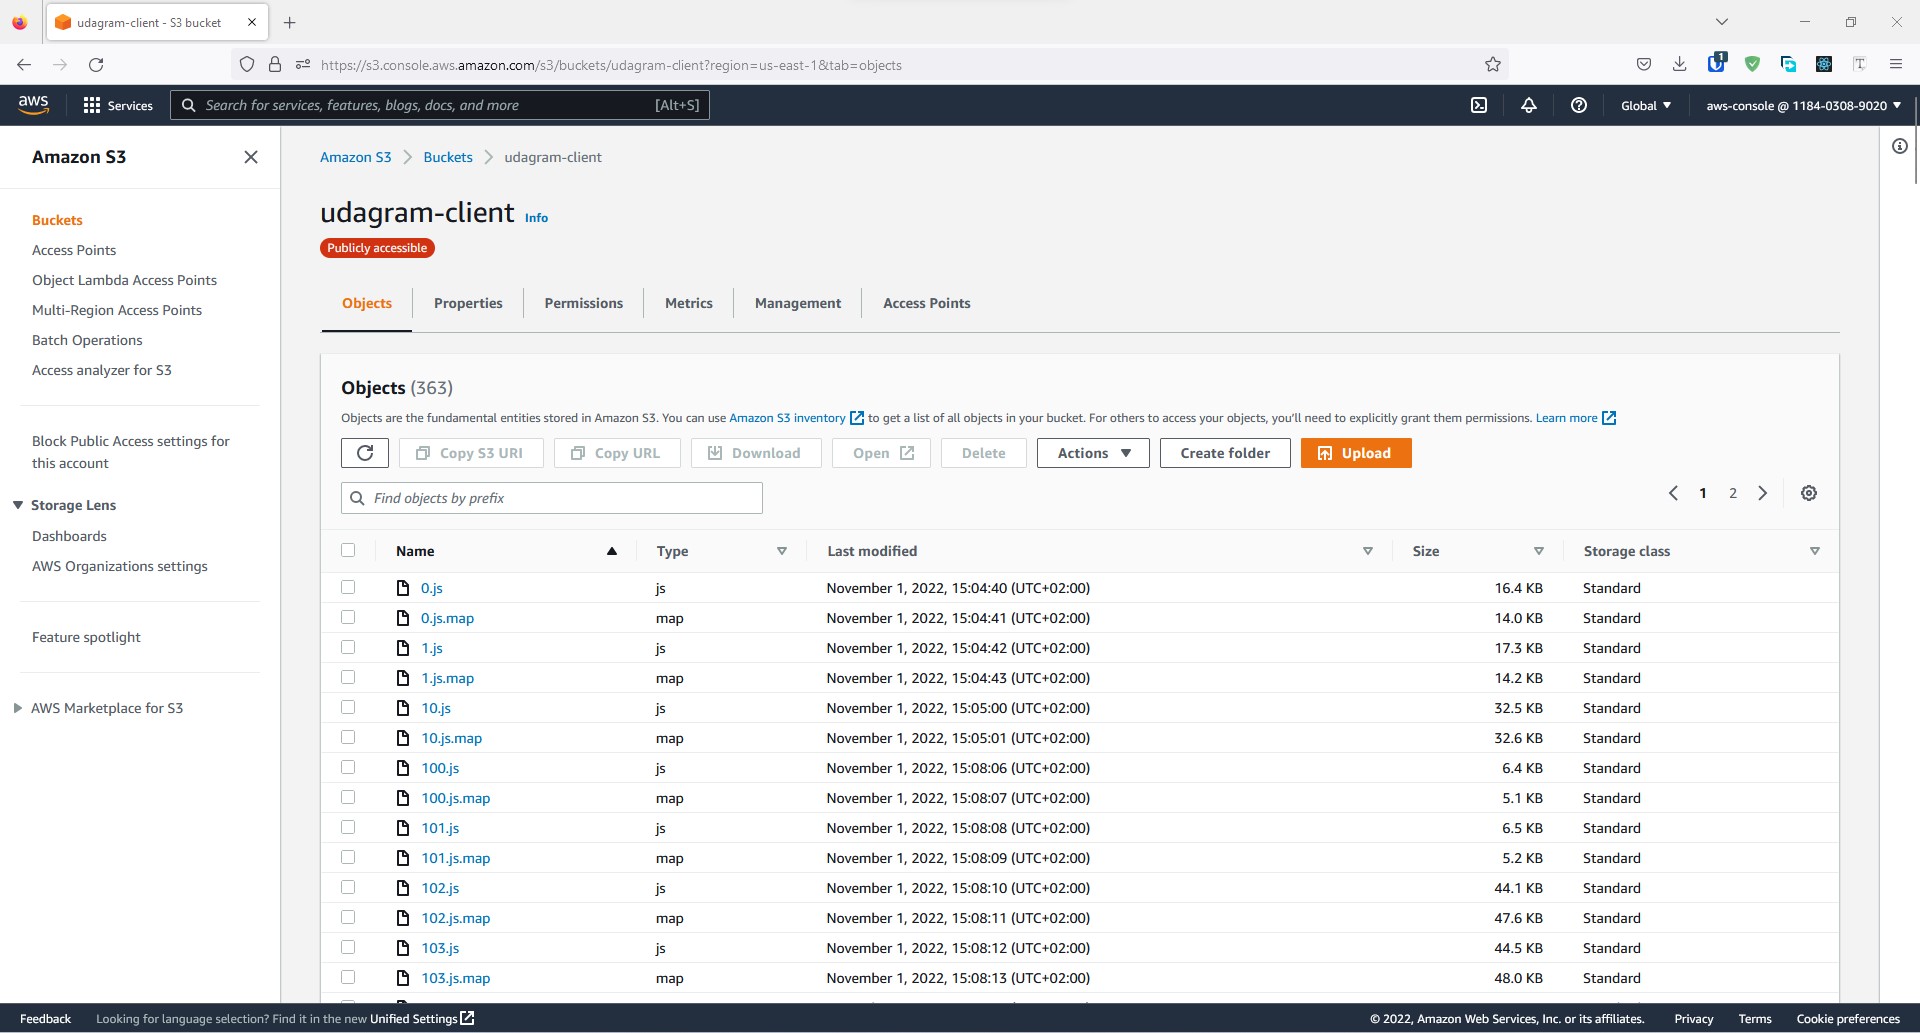 udagram-client - S3 bucket
https://s3.console.aws.amazon.com/s3/buckets/udagram-client?region=us-east-1&tab=objects
1
aws
Services
Search for services, features, blogs, docs, and more
[Alt+S]
Global
aws-console @ 1184-0308-9020
Amazon S3
Buckets
Access Points
Object Lambda Access Points
Multi-Region Access Points
Batch Operations
Access analyzer for S3
Block Public Access settings for
this account
Storage Lens
Dashboards
AWS Organizations settings
Feature spotlight
AWS Marketplace for S3
Amazon S3 Buckets udagram-client
udagram-client Info
Publicly accessible
Objects Properties Permissions Metrics Management Access Points
Objects (363)
Objects are the fundamental entities stored in Amazon S3. You can use Amazon S3 inventory to get a list of all objects in your bucket. For others to access your objects, you'll need to explicitly grant them permissions. Learn more
Copy S3 URI Copy URL Download Open Delete Actions Create folder Upload
Find objects by prefix
1 2
Name Type Last modified Size Storage class
0.js js November 1, 2022, 15:04:40 (UTC+02:00) 16.4 KB Standard
0.js.map map November 1, 2022, 15:04:41 (UTC+02:00) 14.0 KB Standard
1.js js November 1, 2022, 15:04:42 (UTC+02:00) 17.3 KB Standard
1.js.map map November 1, 2022, 15:04:43 (UTC+02:00) 14.2 KB Standard
10.js js November 1, 2022, 15:05:00 (UTC+02:00) 32.5 KB Standard
10.js.map map November 1, 2022, 15:05:01 (UTC+02:00) 32.6 KB Standard
100.js js November 1, 2022, 15:08:06 (UTC+02:00) 6.4 KB Standard
100.js.map map November 1, 2022, 15:08:07 (UTC+02:00) 5.1 KB Standard
101.js js November 1, 2022, 15:08:08 (UTC+02:00) 6.5 KB Standard
101.js.map map November 1, 2022, 15:08:09 (UTC+02:00) 5.2 KB Standard
102.js js November 1, 2022, 15:08:10 (UTC+02:00) 44.1 KB Standard
102.js.map map November 1, 2022, 15:08:11 (UTC+02:00) 47.6 KB Standard
103.js js November 1, 2022, 15:08:12 (UTC+02:00) 44.5 KB Standard
103.js.map map November 1, 2022, 15:08:13 (UTC+02:00) 48.0 KB Standard
Feedback Looking for language selection? Find it in the new Unified Settings © 2022, Amazon Web Services, Inc. or its affiliates. Privacy Terms Cookie preferences